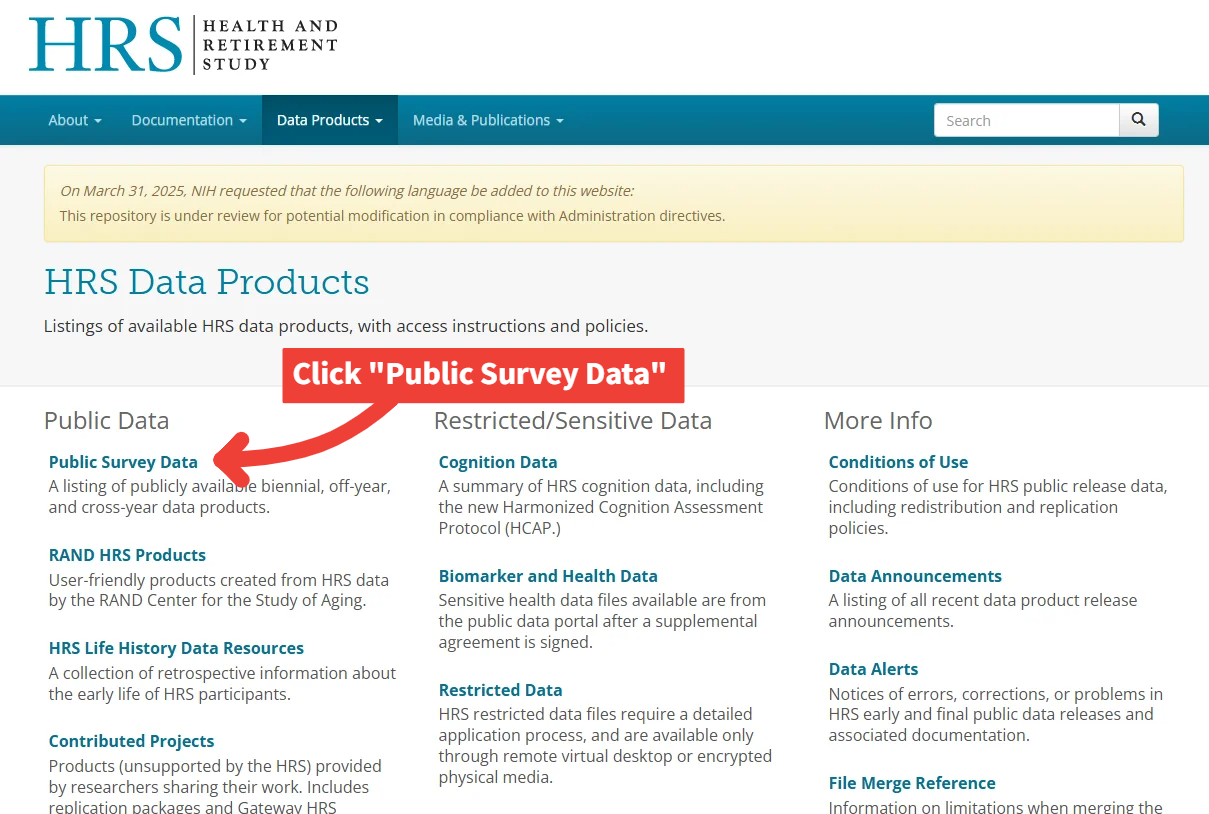 HRS
HEALTH AND
RETIREMENT
STUDY
About
Documentation
Data Products
Media & Publications
Search
On March 31, 2025, NIH requested that the following language be added to this website:
This repository is under review for potential modification in compliance with Administration directives.
HRS Data Products
Listings of available HRS data products, with access instructions and policies.
Click "Public Survey Data"
Public Data
Public Survey Data
A listing of publicly available biennial, off-year,
and cross-year data products.
RAND HRS Products
User-friendly products created from HRS data
by the RAND Center for the Study of Aging.
HRS Life History Data Resources
A collection of retrospective information about
the early life of HRS participants.
Contributed Projects
Products (unsupported by the HRS) provided
by researchers sharing their work. Includes
replication packages and Gateway HRS
Restricted/Sensitive Data
Cognition Data
A summary of HRS cognition data, including
the new Harmonized Cognition Assessment
Protocol (HCAP.)
Biomarker and Health Data
Sensitive health data files available are from
the public data portal after a supplemental
agreement is signed.
Restricted Data
HRS restricted data files require a detailed
application process, and are available only
through remote virtual desktop or encrypted
physical media.
More Info
Conditions of Use
Conditions of use for HRS public release data,
including redistribution and replication
policies.
Data Announcements
A listing of all recent data product release
announcements.
Data Alerts
Notices of errors, corrections, or problems in
HRS early and final public data releases and
associated documentation.
File Merge Reference
Information on limitations when merging the